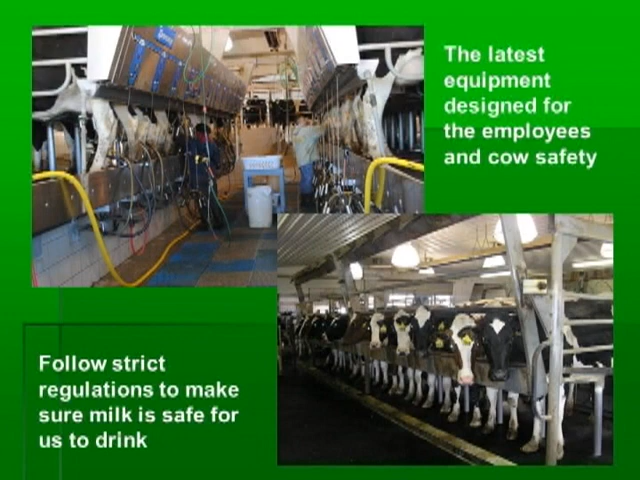 The latest
equipment
designed for
the employees
and cow safety
Follow strict
regulations to make
sure milk is safe for
us to drink